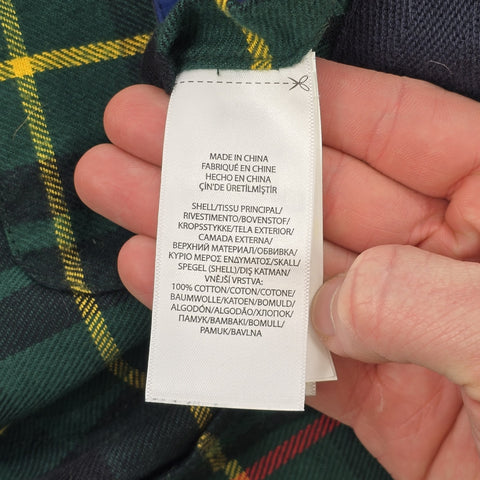 MADE IN CHINA
FABRIQUÉ EN CHINE
HECHO EN CHINA
ÇİN'DE ÜRETİLMİŞTİR
SHELL/TISSU PRINCIPAL/
RIVESTIMENTO/BOVENSTOF/
KROPSSTYKKE/TELA EXTERIOR/
CAMADA EXTERNA/
ВЕРХНИЙ МАТЕРИАЛ/ОБВИВКА/
ΚΥΡΙΟ ΜΕΡΟΣ ΕΝΔΥΜΑΤΟΣ/SKALL/
SPEGEL (SHELL)/DIŞ KATMAN/
VNĚJŠÍ VRSTVA:
100% COTTON/COTON/COTONE/
BAUMWOLLE/KATOEN/BOMULD/
ALGODÓN/ALGODÃO/ХЛОПОК
/ПАМУК/ΒΑΜΒΑΚΙ/BOMULL/
PAMUK/BAVLNA